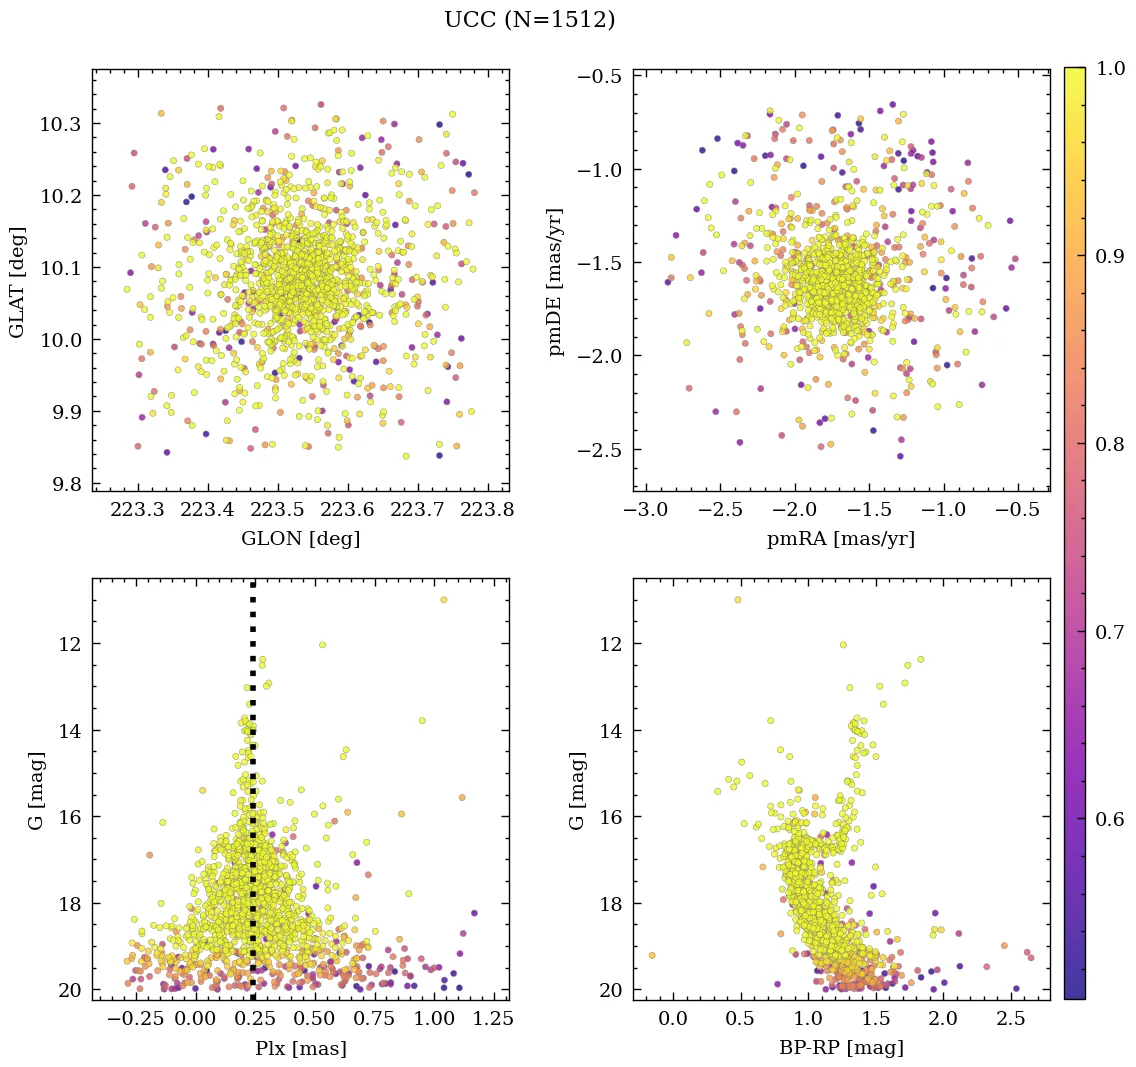 UCC (N=1512)
10.3
10.2
10.1
10.0
9.9
9.8
GLAT [deg]
223.3 223.4 223.5 223.6 223.7 223.8
GLON [deg]
−0.5
−1.0
−1.5
−2.0
−2.5
pmDE [mas/yr]
−3.0 −2.5 −2.0 −1.5 −1.0 −0.5
pmRA [mas/yr]
12
14
16
18
20
G [mag]
−0.25 0.00 0.25 0.50 0.75 1.00 1.25
Plx [mas]
12
14
16
18
20
G [mag]
0.0 0.5 1.0 1.5 2.0 2.5
BP-RP [mag]
1.0
0.9
0.8
0.7
0.6